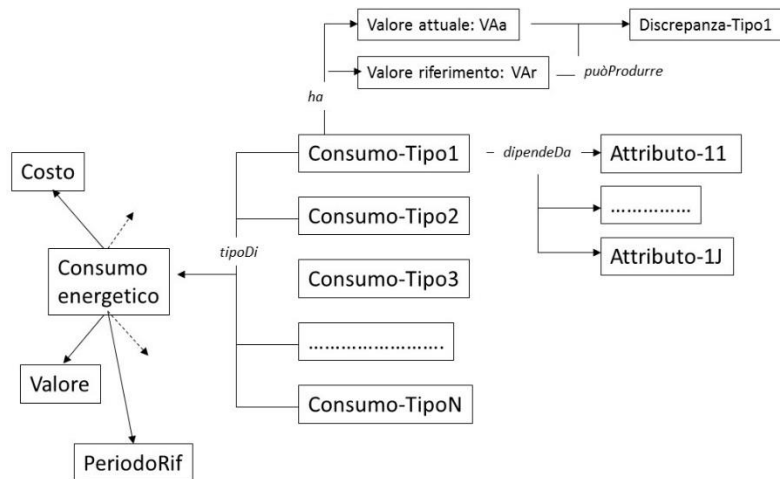 Valore attuale: VAa
Discrepanza-Tipo1
Valore riferimento: VAr
puòProdurre
ha
Consumo-Tipo1
dipendeDa
Attributo-11
Costo
Consumo-Tipo2
……………
tipoDi
Consumo
energetico
Consumo-Tipo3
Attributo-1J
…………………….
Valore
Consumo-TipoN
PeriodoRif